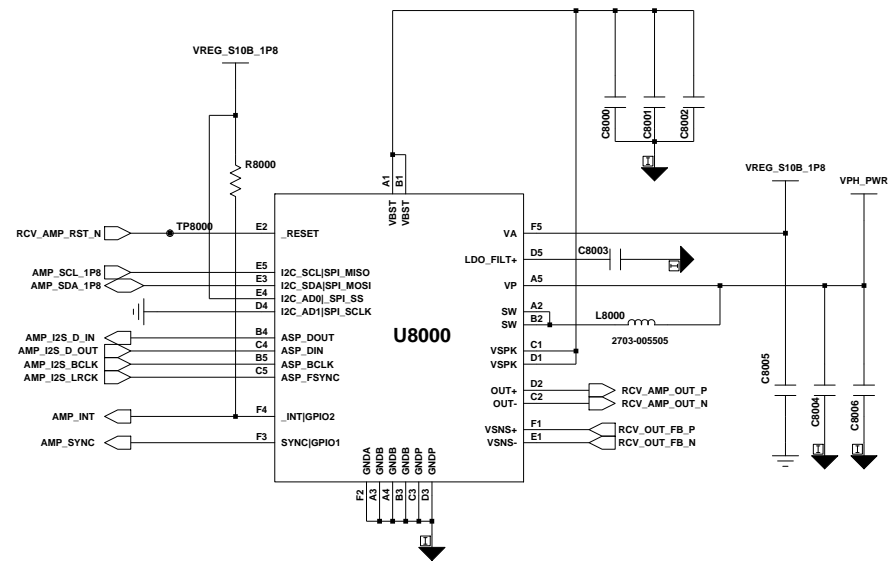 VREG_S10B_1P8
R8000
C8000
C8001
C8002
A1
B1
VBST
VBST
VREG_S10B_1P8
VPH_PWR
RCV_AMP_RST_N
TP8000
E2
_RESET
VA
F5
LDO_FILT+
D5
C8003
AMP_SCL_1P8
E5
I2C_SCL|SPI_MISO
AMP_SDA_1P8
E3
I2C_SDA|SPI_MOSI
E4
I2C_AD0|_SPI_SS
D4
I2C_AD1|SPI_SCLK
VP
A5
SW
A2
SW
B2
L8000
2703-005505
U8000
AMP_I2S_D_IN
B4
ASP_DOUT
AMP_I2S_D_OUT
C4
ASP_DIN
AMP_I2S_BCLK
B5
ASP_BCLK
AMP_I2S_LRCK
C5
ASP_FSYNC
VSPK
C1
VSPK
D1
OUT+
D2
RCV_AMP_OUT_P
OUT-
C2
RCV_AMP_OUT_N
AMP_INT
F4
_INT|GPIO2
AMP_SYNC
F3
SYNC|GPIO1
VSNS+
F1
RCV_OUT_FB_P
VSNS-
E1
RCV_OUT_FB_N
C8005
C8004
C8006
GNDA
GNDB
GNDB
GNDB
GNDP
GNDP
F2
A3
A4
B3
C3
D3